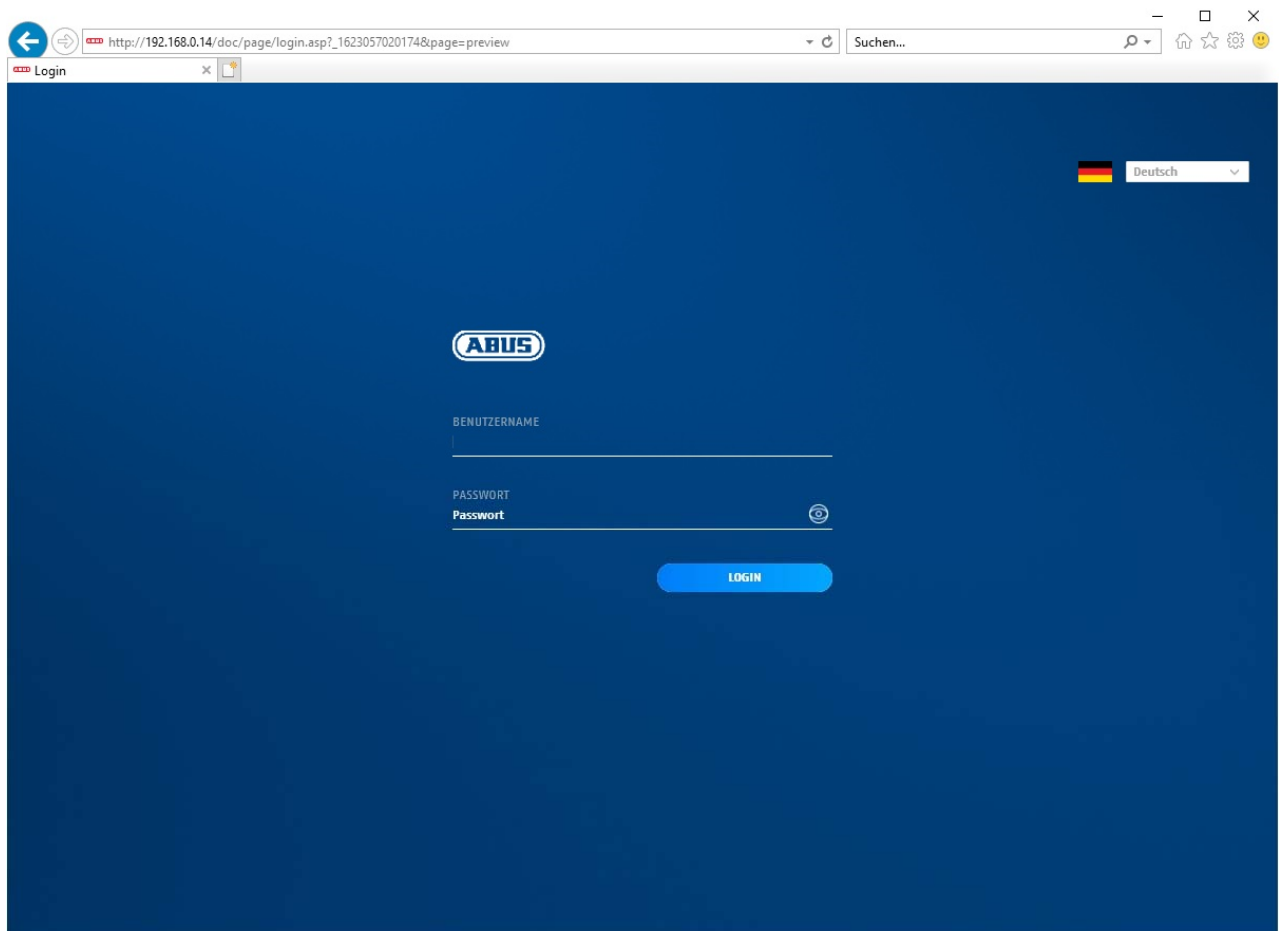 http://192.168.0.14/doc/page/login.asp?_1623057020174&page=preview
Suchen...
Login
Deutsch
ABUS
BENUTZERNAME
PASSWORT
Passwort
LOGIN